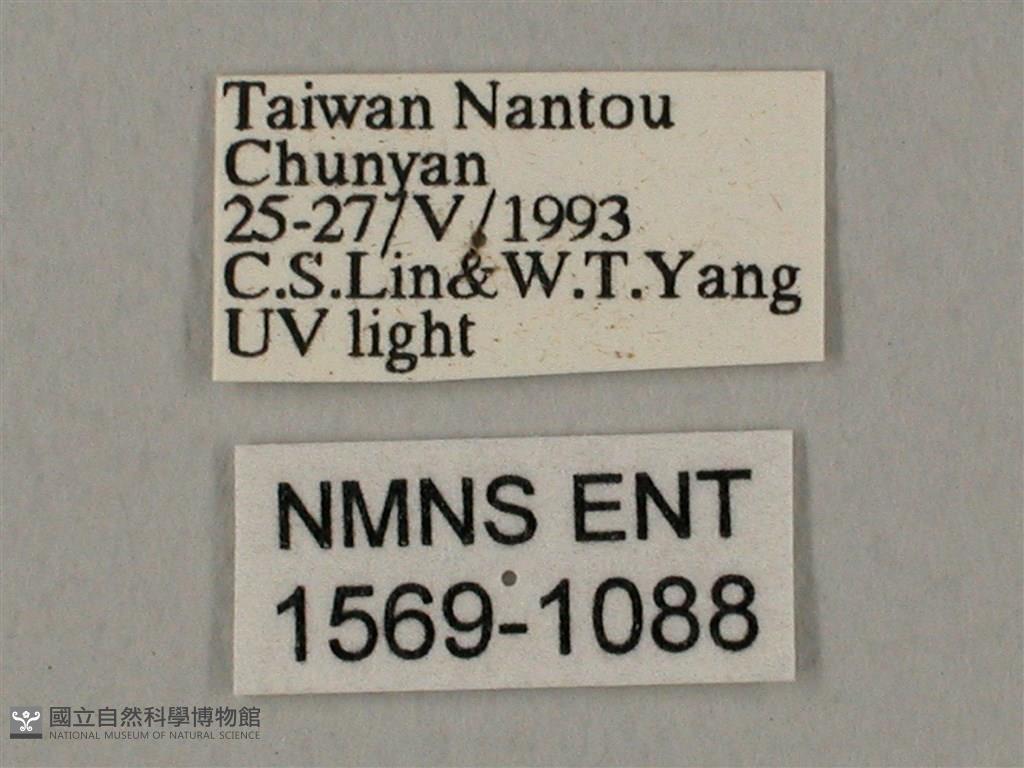 Taiwan Nantou
Chunyan
25-27/V/1993
C.S.Lin&W.T.Yang
UV light
NMNS ENT
1569-1088
國立自然科學博物館
NATIONAL MUSEUM OF NATURAL SCIENCE